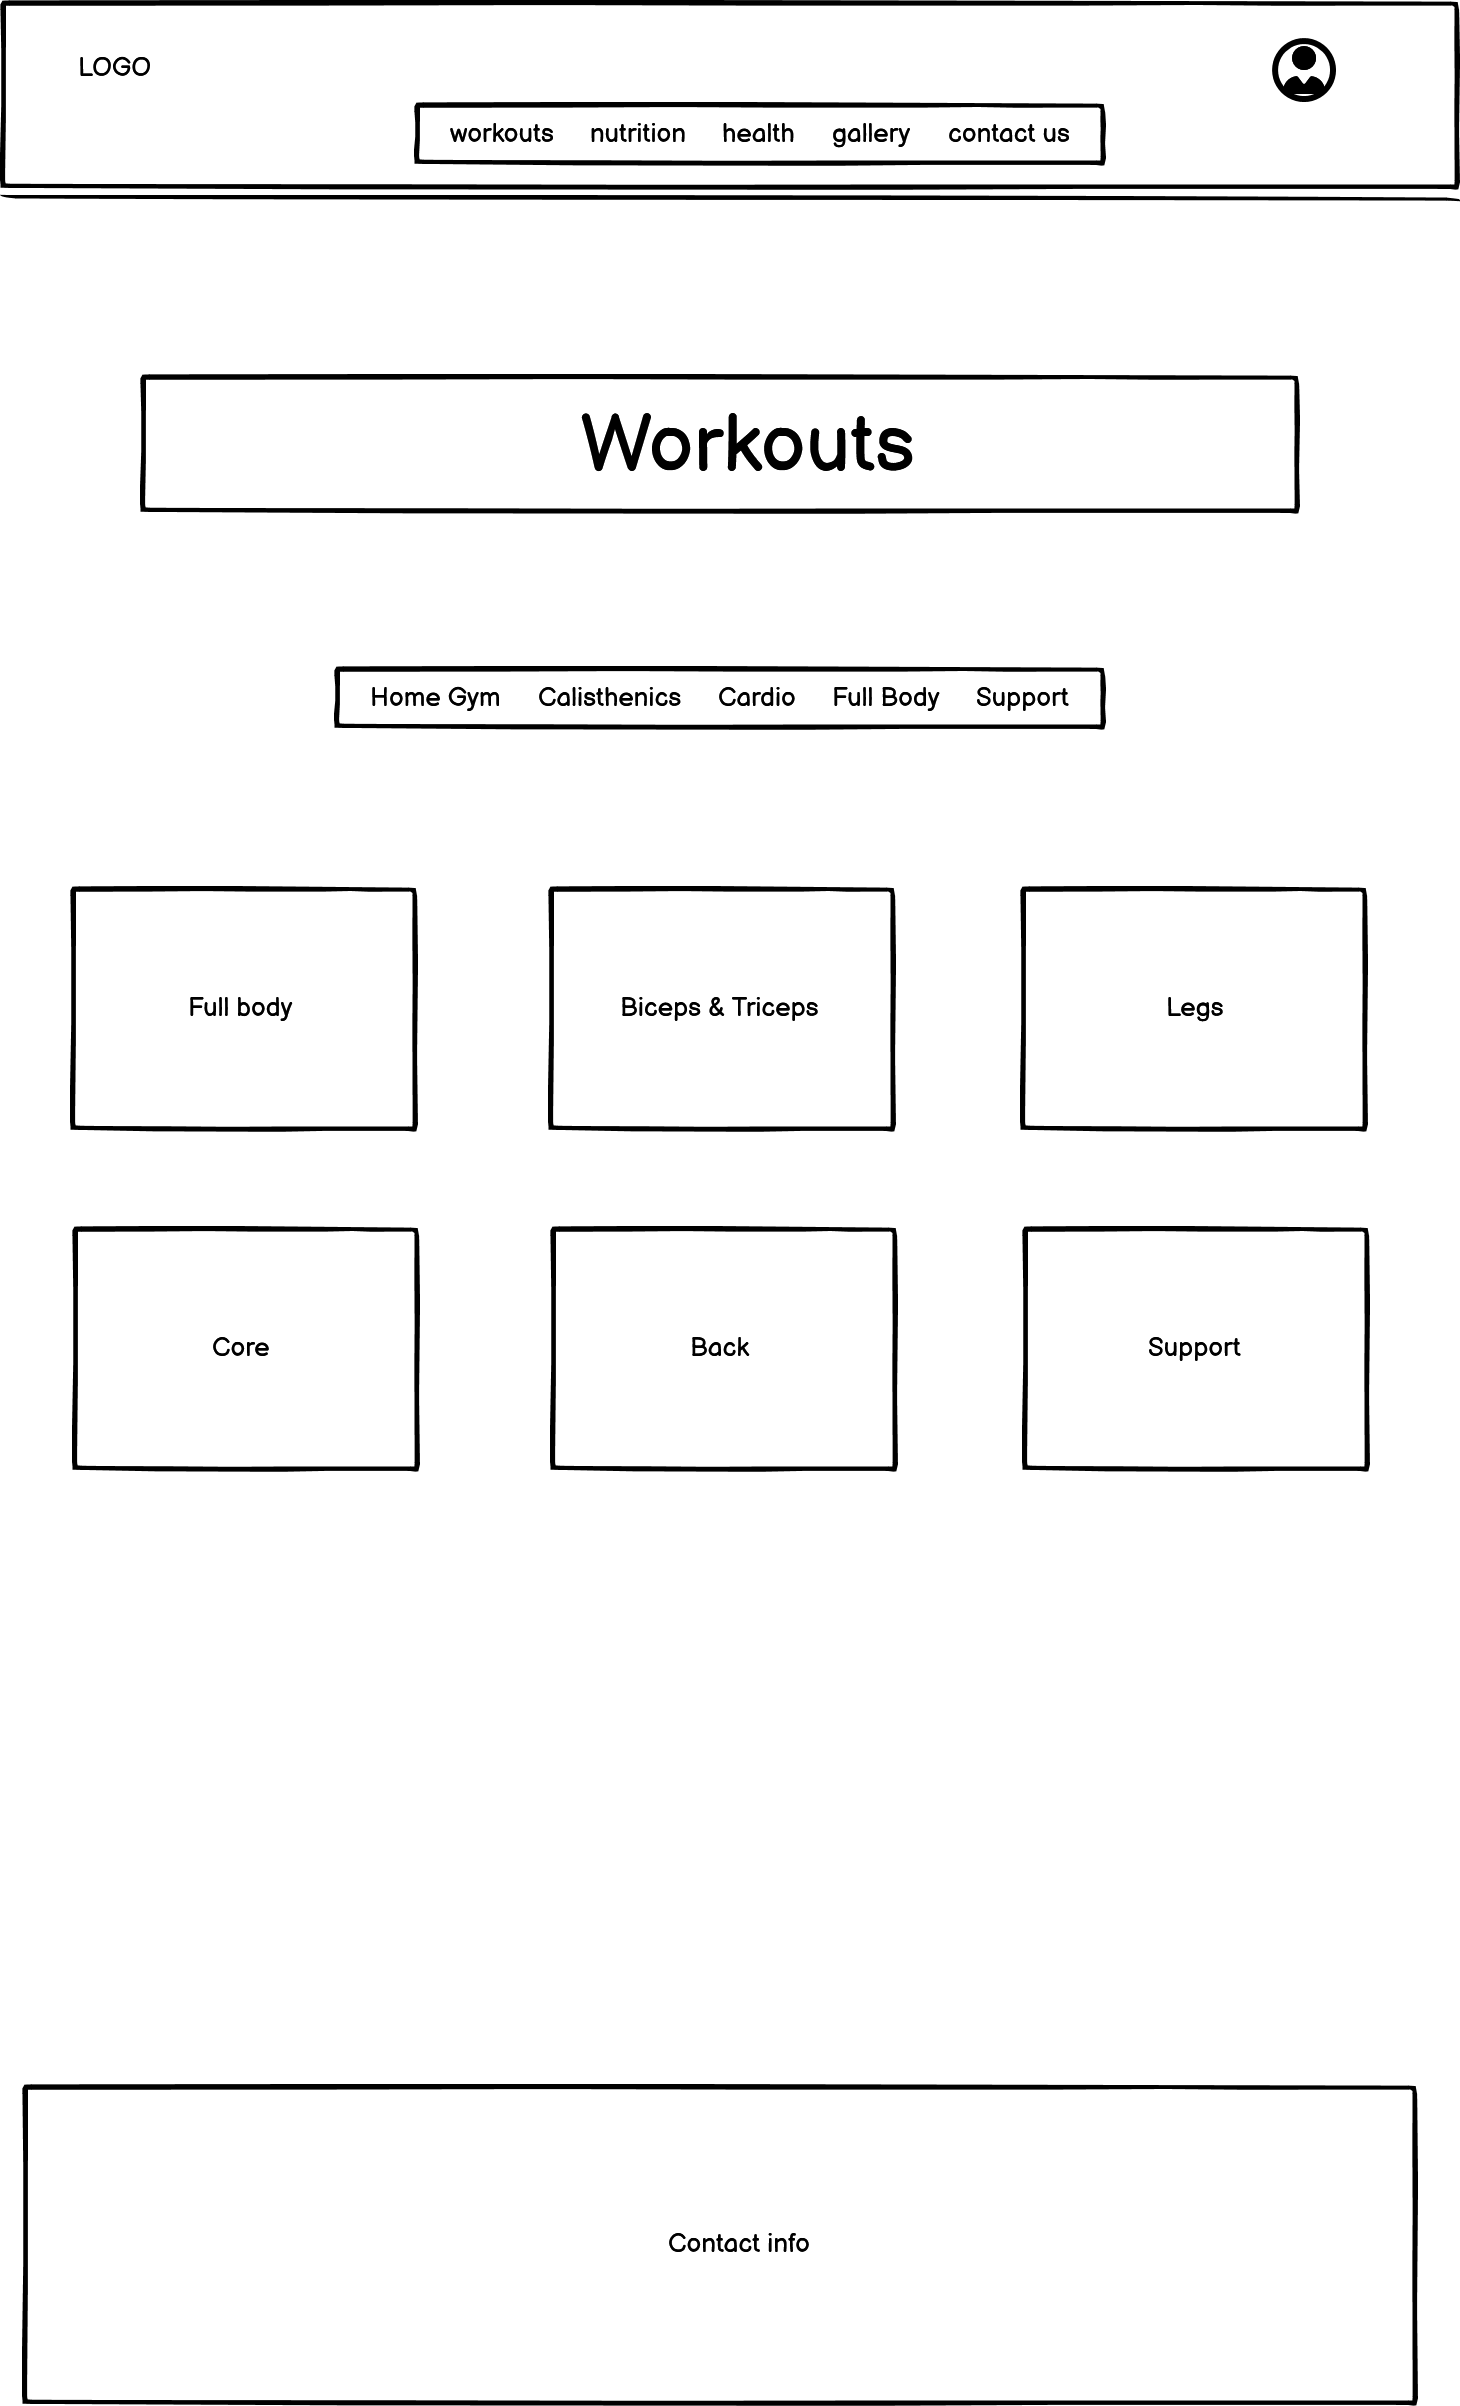 LOGO
workouts nutrition health gallery contact us
Workouts
Home Gym Calisthenics Cardio Full Body Support
Full body Biceps & Triceps Legs
Core Back Support
Contact info